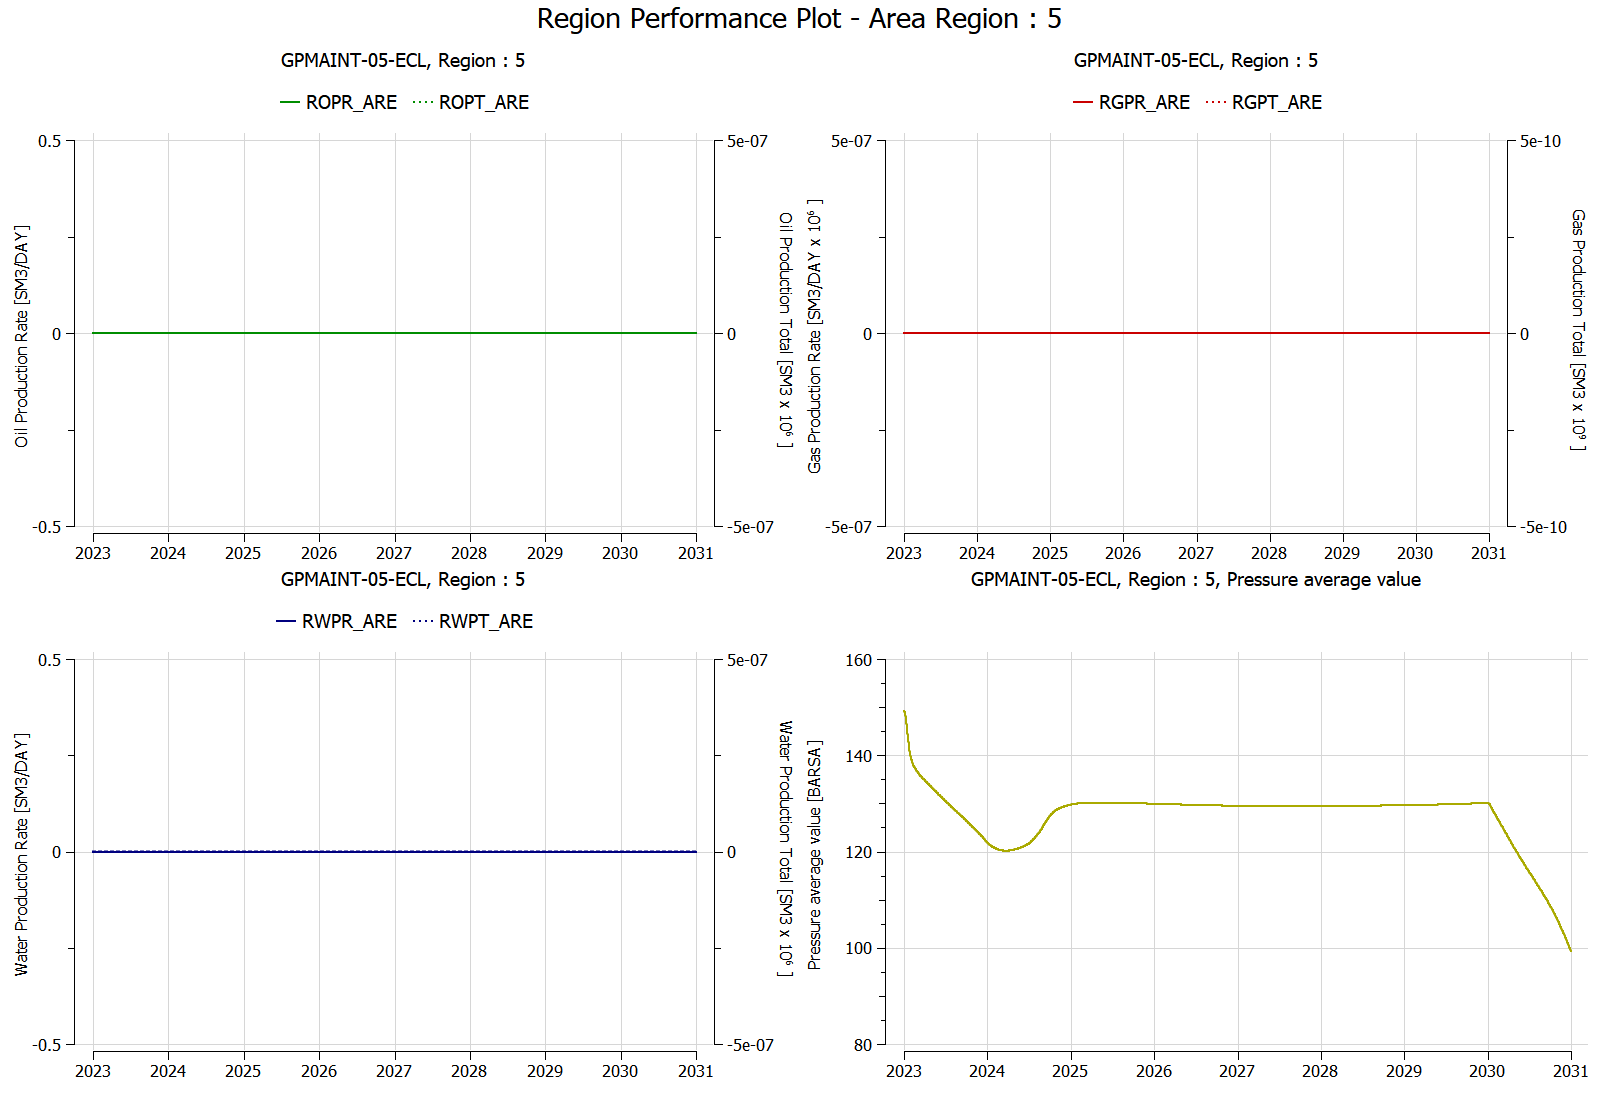 Region Performance Plot - Area Region : 5
GPMAINT-05-ECL, Region : 5
ROPR_ARE ROPT_ARE
0.5
0
-0.5
Oil Production Rate [SM3/DAY]
5e-07
0
-5e-07
Oil Production Total [SM3 x 10⁶ ]
2023 2024 2025 2026 2027 2028 2029 2030 2031
GPMAINT-05-ECL, Region : 5
RGPR_ARE RGPT_ARE
5e-07
0
-5e-07
Gas Production Rate [SM3/DAY x 10⁶ ]
5e-10
0
-5e-10
Gas Production Total [SM3 x 10⁹ ]
2023 2024 2025 2026 2027 2028 2029 2030 2031
GPMAINT-05-ECL, Region : 5
RWPR_ARE RWPT_ARE
0.5
0
-0.5
Water Production Rate [SM3/DAY]
5e-07
0
-5e-07
Water Production Total [SM3 x 10⁶ ]
2023 2024 2025 2026 2027 2028 2029 2030 2031
GPMAINT-05-ECL, Region : 5, Pressure average value
160
140
120
100
80
Pressure average value [BARSA]
2023 2024 2025 2026 2027 2028 2029 2030 2031